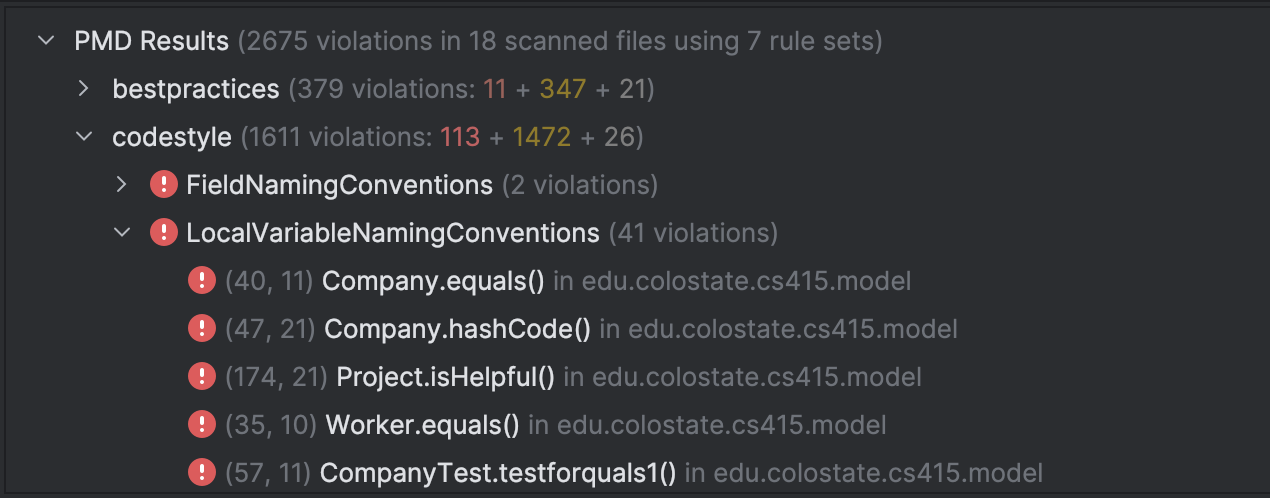 PMD Results (2675 violations in 18 scanned files using 7 rule sets)
bestpractices (379 violations: 11 + 347 + 21)
codestyle (1611 violations: 113 + 1472 + 26)
FieldNamingConventions (2 violations)
LocalVariableNamingConventions (41 violations)
(40, 11) Company.equals() in edu.colostate.cs415.model
(47, 21) Company.hashCode() in edu.colostate.cs415.model
(174, 21) Project.isHelpful() in edu.colostate.cs415.model
(35, 10) Worker.equals() in edu.colostate.cs415.model
(57, 11) CompanyTest.testforquals1() in edu.colostate.cs415.model